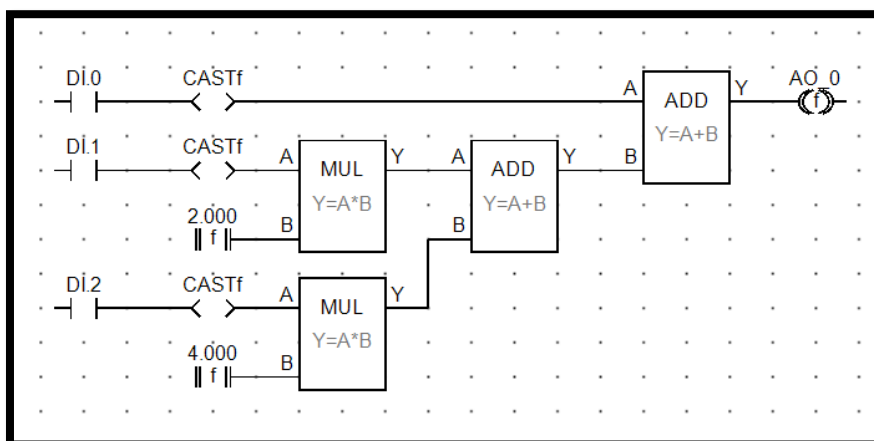 DI.0 CASTf A ADD Y AO_0
Y=A+B f
DI.1 CASTf A MUL Y A ADD Y B
Y=A*B Y=A+B
2.000 B B
f
DI.2 CASTf A MUL Y
Y=A*B
4.000 B
f